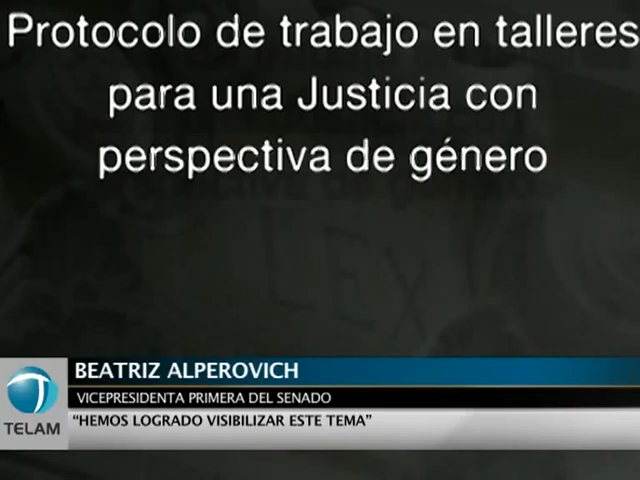 Protocolo de trabajo en talleres
para una Justicia con
perspectiva de género
LEX
BEATRIZ ALPEROVICH
VICEPRESIDENTA PRIMERA DEL SENADO
TELAM
“HEMOS LOGRADO VISIBILIZAR ESTE TEMA”